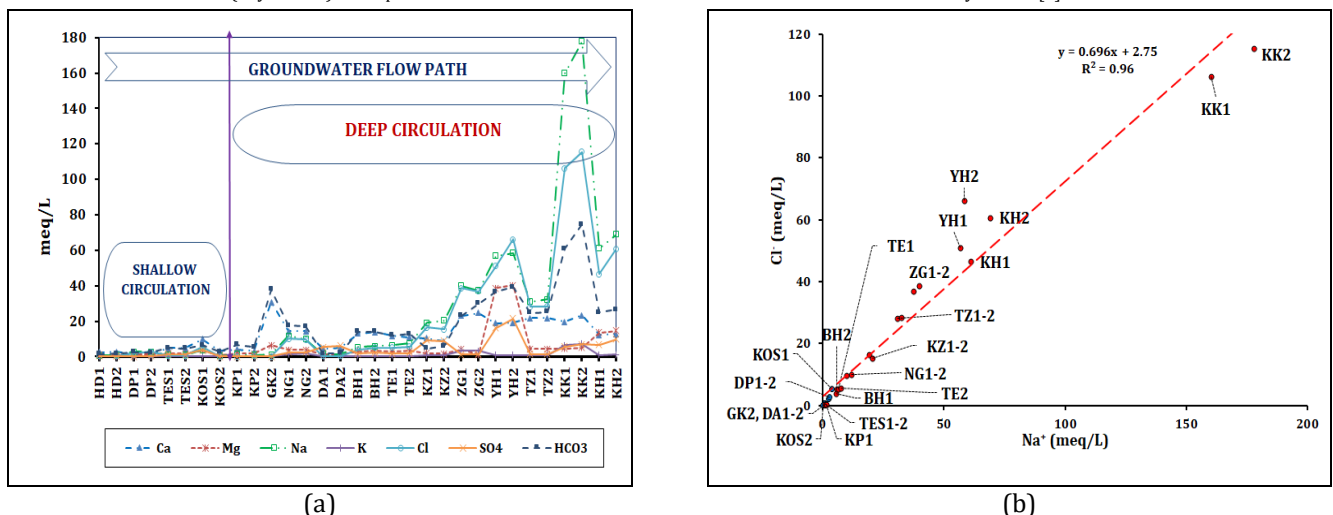 180
160
140
120
100
80
60
40
20
0
meq/L
GROUNDWATER FLOW PATH
DEEP CIRCULATION
SHALLOW
CIRCULATION
HD1
HD2
DP1
DP2
TES1
TES2
KOS1
KOS2
KP1
KP2
GK2
NG1
NG2
DA1
DA2
BH1
BH2
TE1
TE2
KZ1
KZ2
ZG1
ZG2
YH1
YH2
TZ1
TZ2
KK1
KK2
KH1
KH2
Ca Mg Na K Cl SO4 HCO3
(a)
120
100
80
60
40
20
0
Cl⁻ (meq/L)
y = 0.696x + 2.75
R² = 0.96
KK2
KK1
YH2
YH1
KH2
TE1
KH1
ZG1-2
TZ1-2
BH2
KOS1
KZ1-2
DP1-2
NG1-2
TE2
BH1
GK2, DA1-2
TES1-2
KOS2
KP1
0 50 100 150 200
Na⁺ (meq/L)
(b)